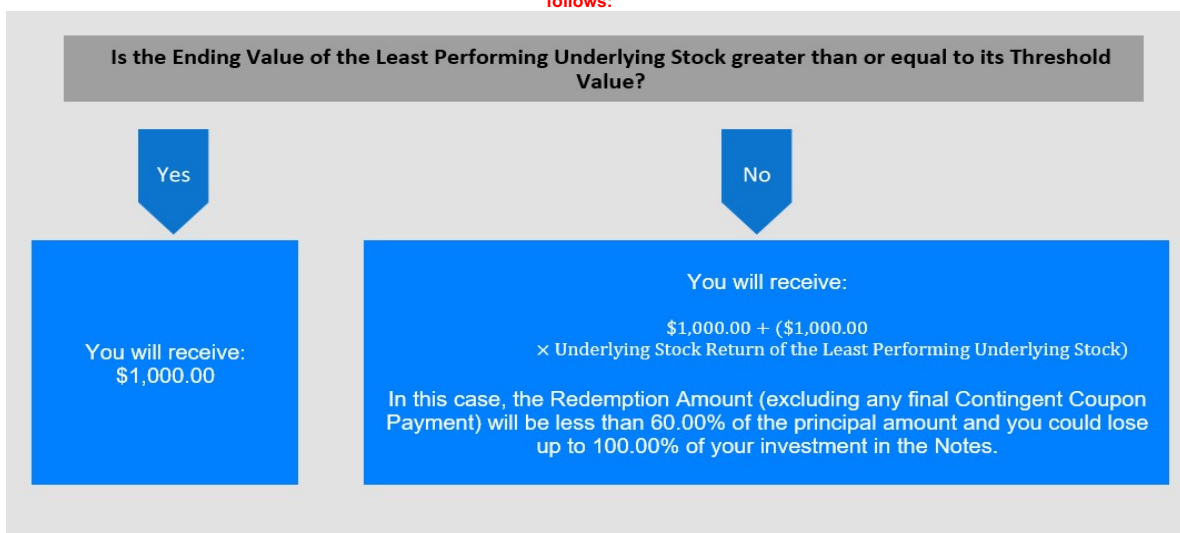 follows:
Is the Ending Value of the Least Performing Underlying Stock greater than or equal to its Threshold
Value?
Yes
No
You will receive:
$1,000.00
You will receive:
$1,000.00 + ($1,000.00
× Underlying Stock Return of the Least Performing Underlying Stock)
In this case, the Redemption Amount (excluding any final Contingent Coupon
Payment) will be less than 60.00% of the principal amount and you could lose
up to 100.00% of your investment in the Notes.